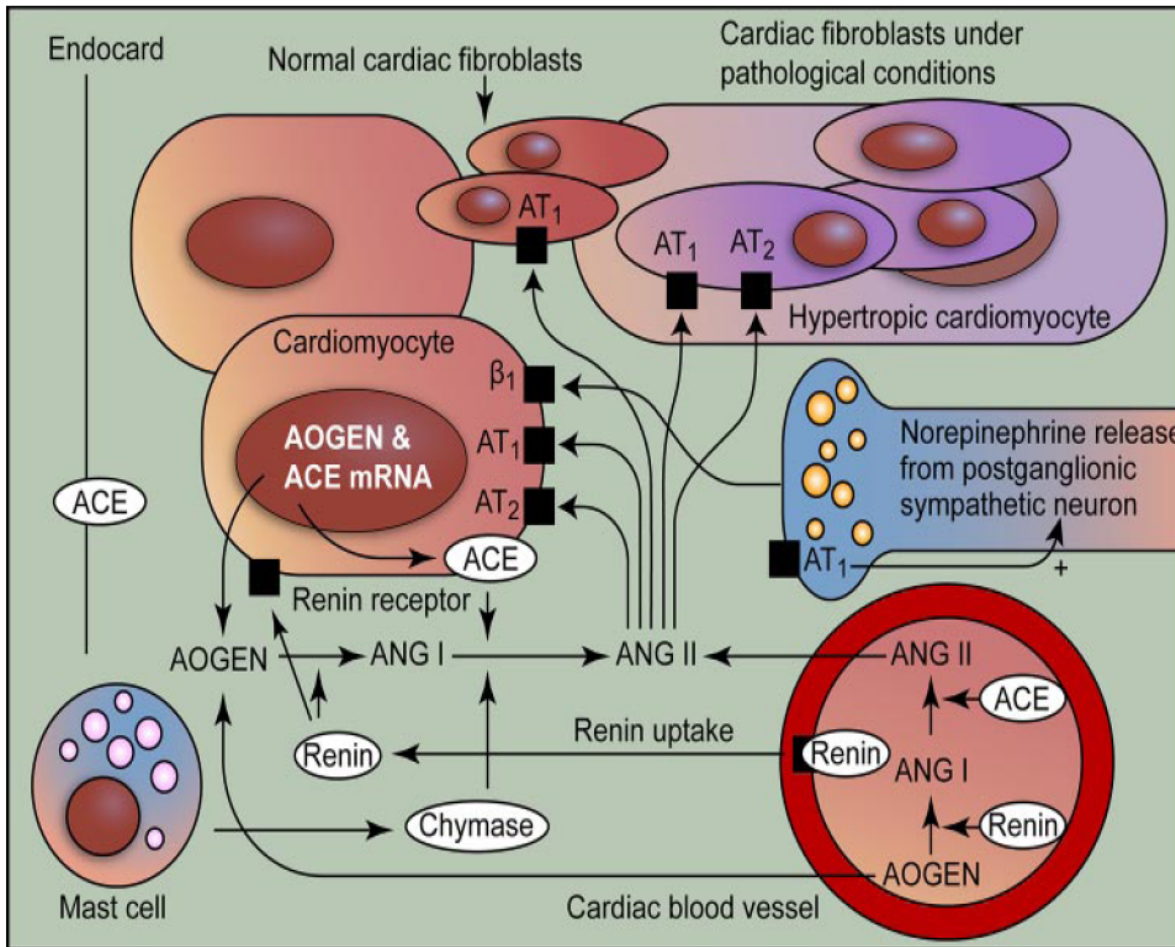 Endocard
Normal cardiac fibroblasts
Cardiac fibroblasts under
pathological conditions
AT1
AT1
AT2
Hypertropic cardiomyocyte
Cardiomyocyte
β1
AOGEN &
ACE mRNA
AT1
AT2
ACE
ACE
Norepinephrine release
from postganglionic
sympathetic neuron
AT1
+
Renin receptor
AOGEN
ANG I
ANG II
ANG II
ACE
Renin uptake
Renin
Renin
ANG I
Chymase
Renin
AOGEN
Mast cell
Cardiac blood vessel